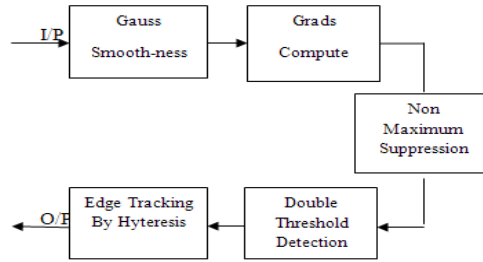 I/P
Gauss
Smooth-ness
Grads
Compute
Non
Maximum
Suppression
Double
Threshold
Detection
Edge Tracking
By Hyteresis
O/P